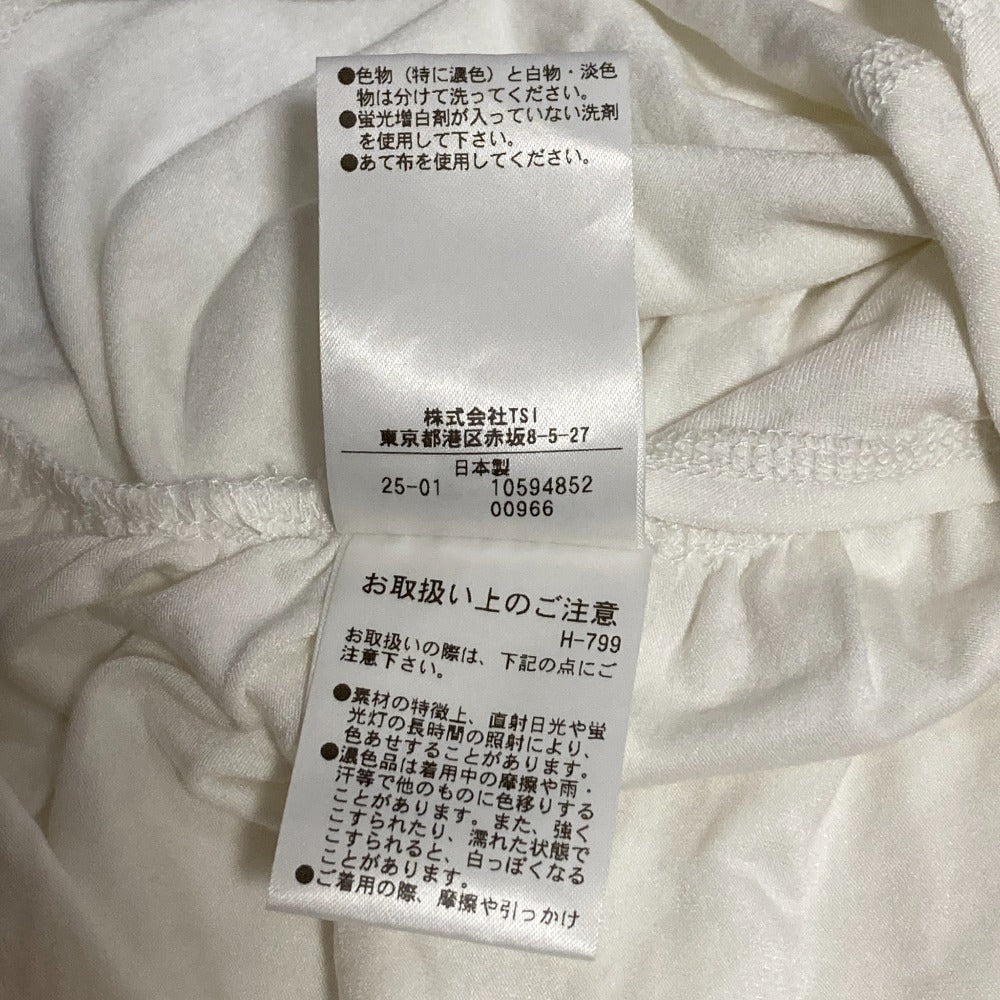 ●色物(特に濃色)と白物・淡色
物は分けて洗ってください。
●蛍光増白剤が入っていない洗剤
を使用して下さい。
●あて布を使用してください。
株式会社TSI
東京都港区赤坂8-5-27
日本製
25-01 10594852
00966
お取扱い上のご注意
H-799
お取扱いの際は、下記の点にご
注意下さい。
●素材の特徴上、直射日光や蛍
光灯の長時間の照射により、
色あせすることがあります。
●濃色品は着用中の摩擦や雨・
汗等で他のものに色移りする
ことがあります。また、強く
こすられたり、濡れた状態で
こすられると、白っぽくなる
ことがあります。
●ご着用の際、摩擦や引っかけ